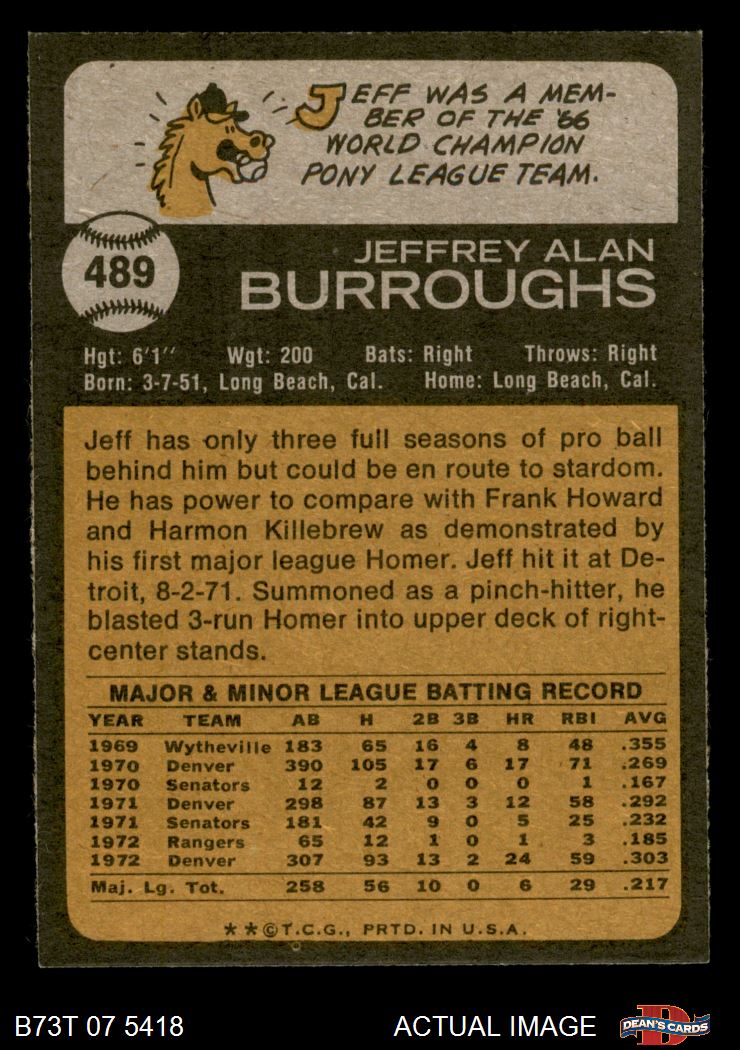 JEFF WAS A MEM-
BER OF THE '66
WORLD CHAMPION
PONY LEAGUE TEAM.
489
JEFFREY ALAN
BURROUGHS
Hgt: 6'1'' Wgt: 200 Bats: Right Throws: Right
Born: 3-7-51, Long Beach, Cal. Home: Long Beach, Cal.
Jeff has only three full seasons of pro ball
behind him but could be en route to stardom.
He has power to compare with Frank Howard
and Harmon Killebrew as demonstrated by
his first major league Homer. Jeff hit it at De-
troit, 8-2-71. Summoned as a pinch-hitter, he
blasted 3-run Homer into upper deck of right-
center stands.
MAJOR & MINOR LEAGUE BATTING RECORD
YEAR TEAM AB H 2B 3B HR RBI AVG
1969 Wytheville 183 65 16 4 8 48 .355
1970 Denver 390 105 17 6 17 71 .269
1970 Senators 12 2 0 0 0 1 .167
1971 Denver 298 87 13 3 12 58 .292
1971 Senators 181 42 9 0 5 25 .232
1972 Rangers 65 12 1 0 1 3 .185
1972 Denver 307 93 13 2 24 59 .303
Maj. Lg. Tot. 258 56 10 0 6 29 .217
★ ★ © T.C.G., PRTD. IN U.S.A.
B73T 07 5418 ACTUAL IMAGE DEAN'S CARDS